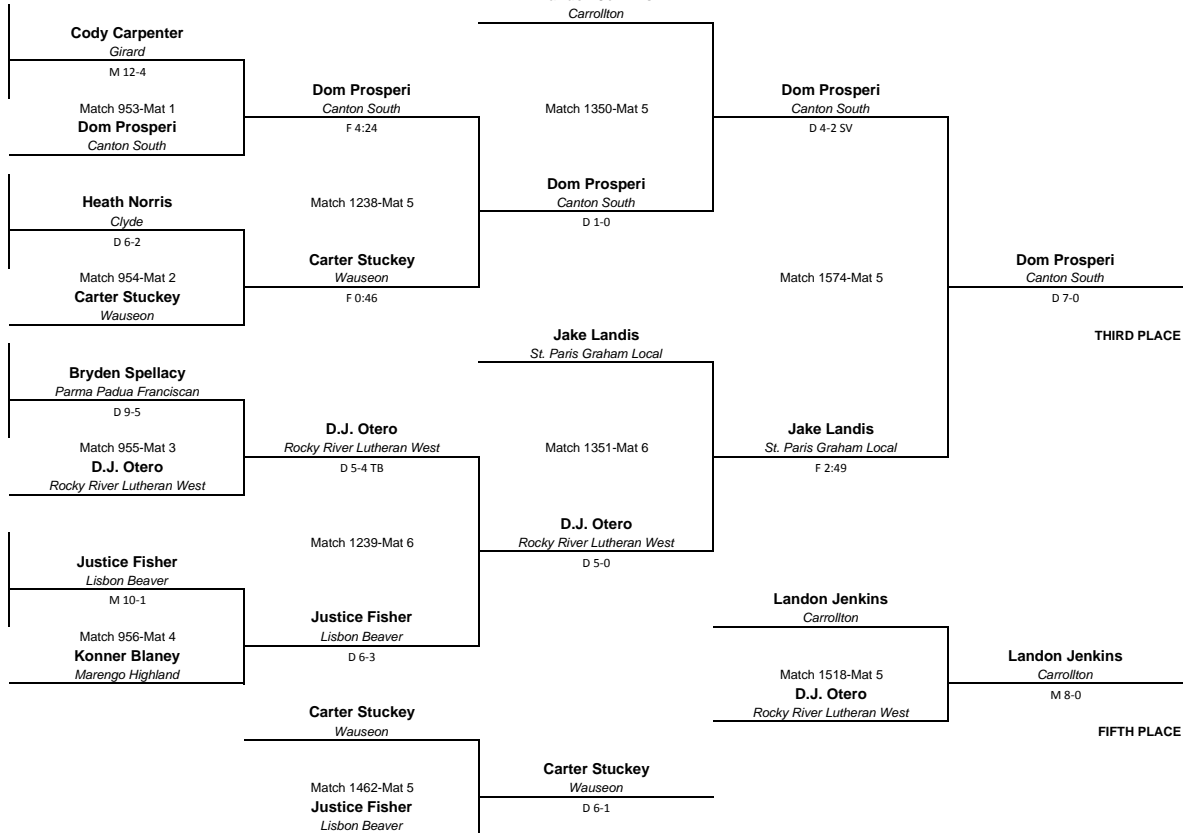 Carrollton
Cody Carpenter
Girard
M 12-4
Match 953-Mat 1
Dom Prosperi
Canton South
Dom Prosperi
Canton South
F 4:24
Match 1350-Mat 5
Dom Prosperi
Canton South
D 4-2 SV
Heath Norris
Clyde
D 6-2
Match 954-Mat 2
Carter Stuckey
Wauseon
Match 1238-Mat 5
Carter Stuckey
Wauseon
F 0:46
Dom Prosperi
Canton South
D 1-0
Match 1574-Mat 5
Dom Prosperi
Canton South
D 7-0
THIRD PLACE
Jake Landis
St. Paris Graham Local
Bryden Spellacy
Parma Padua Franciscan
D 9-5
Match 955-Mat 3
D.J. Otero
Rocky River Lutheran West
D.J. Otero
Rocky River Lutheran West
D 5-4 TB
Match 1351-Mat 6
Jake Landis
St. Paris Graham Local
F 2:49
Match 1239-Mat 6
D.J. Otero
Rocky River Lutheran West
D 5-0
Justice Fisher
Lisbon Beaver
M 10-1
Match 956-Mat 4
Konner Blaney
Marengo Highland
Justice Fisher
Lisbon Beaver
D 6-3
Landon Jenkins
Carrollton
Match 1518-Mat 5
D.J. Otero
Rocky River Lutheran West
Landon Jenkins
Carrollton
M 8-0
FIFTH PLACE
Carter Stuckey
Wauseon
Match 1462-Mat 5
Justice Fisher
Lisbon Beaver
Carter Stuckey
Wauseon
D 6-1